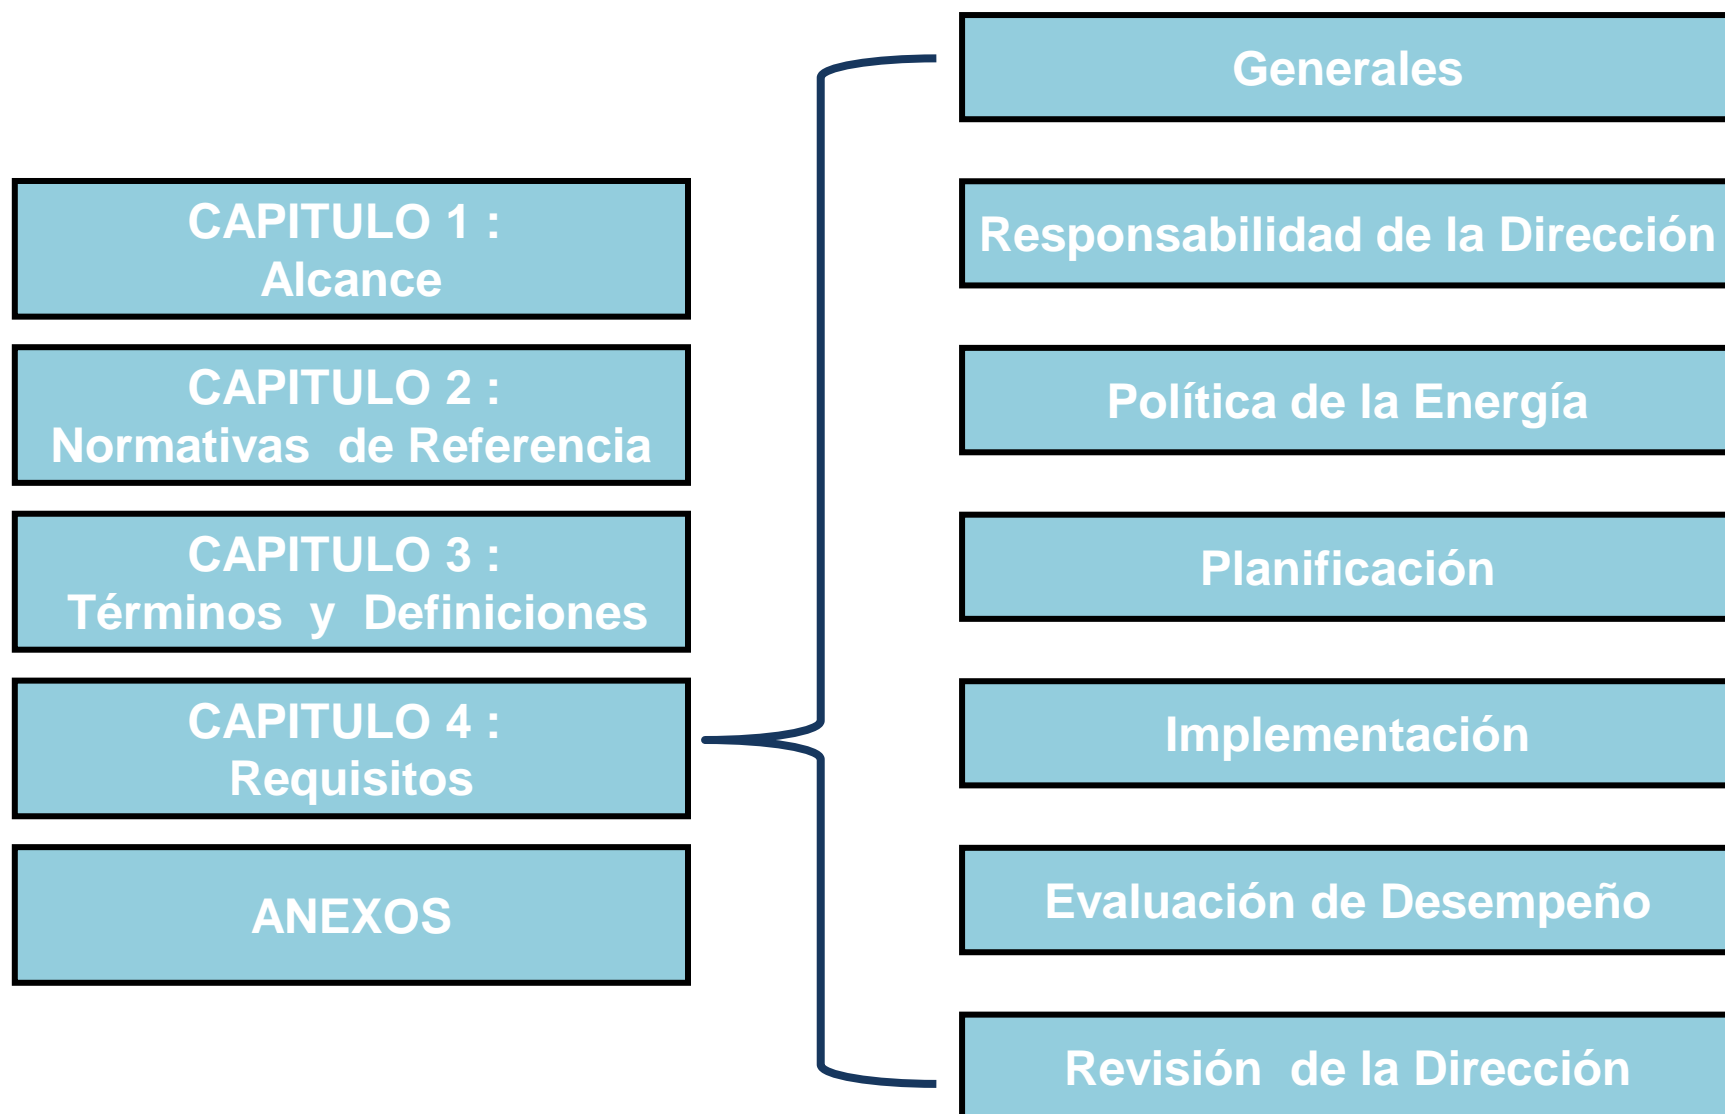 CAPITULO 1 :
Alcance
CAPITULO 2 :
Normativas de Referencia
CAPITULO 3 :
Términos y Definiciones
CAPITULO 4 :
Requisitos
ANEXOS
Generales
Responsabilidad de la Dirección
Política de la Energía
Planificación
Implementación
Evaluación de Desempeño
Revisión de la Dirección